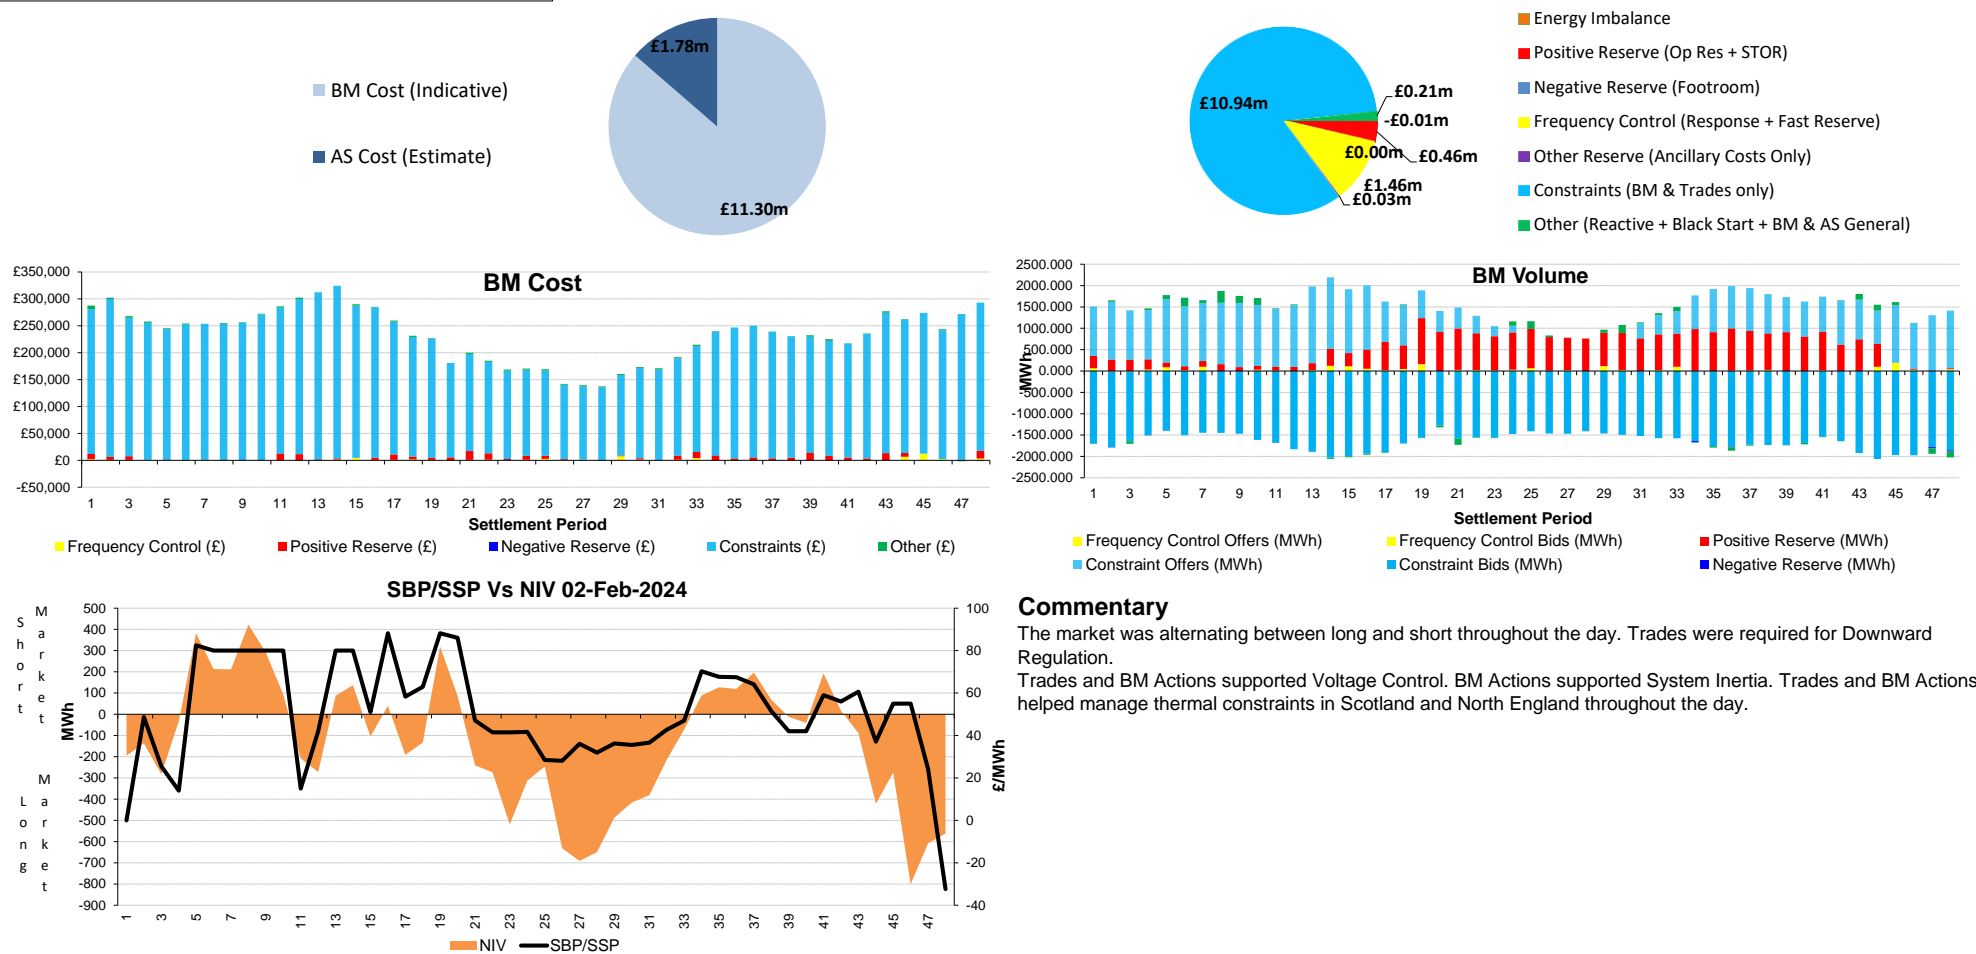 BM Cost (Indicative)
AS Cost (Estimate)
£1.78m
£11.30m
£10.94m
£0.21m
-£0.01m
£0.46m
£0.00m
£1.46m
£0.03m
Energy Imbalance
Positive Reserve (Op Res + STOR)
Negative Reserve (Footroom)
Frequency Control (Response + Fast Reserve)
Other Reserve (Ancillary Costs Only)
Constraints (BM & Trades only)
Other (Reactive + Black Start + BM & AS General)
BM Cost
£350,000
£300,000
£250,000
£200,000
£150,000
£100,000
£50,000
£0
-£50,000
1 3 5 7 9 11 13 15 17 19 21 23 25 27 29 31 33 35 37 39 41 43 45 47
Settlement Period
Frequency Control (£) Positive Reserve (£) Negative Reserve (£) Constraints (£) Other (£)
BM Volume
2500.000
2000.000
1500.000
1000.000
500.000
0.000
-500.000
-1000.000
-1500.000
-2000.000
-2500.000
MWh
1 3 5 7 9 11 13 15 17 19 21 23 25 27 29 31 33 35 37 39 41 43 45 47
Settlement Period
Frequency Control Offers (MWh) Frequency Control Bids (MWh) Positive Reserve (MWh)
Constraint Offers (MWh) Constraint Bids (MWh) Negative Reserve (MWh)
SBP/SSP Vs NIV 02-Feb-2024
Short Market
Long Market
MWh
500
400
300
200
100
0
-100
-200
-300
-400
-500
-600
-700
-800
-900
100
80
60
40
20
0
-20
-40
£/MWh
1 3 5 7 9 11 13 15 17 19 21 23 25 27 29 31 33 35 37 39 41 43 45 47
NIV SBP/SSP
Commentary
The market was alternating between long and short throughout the day. Trades were required for Downward
Regulation.
Trades and BM Actions supported Voltage Control. BM Actions supported System Inertia. Trades and BM Actions
helped manage thermal constraints in Scotland and North England throughout the day.